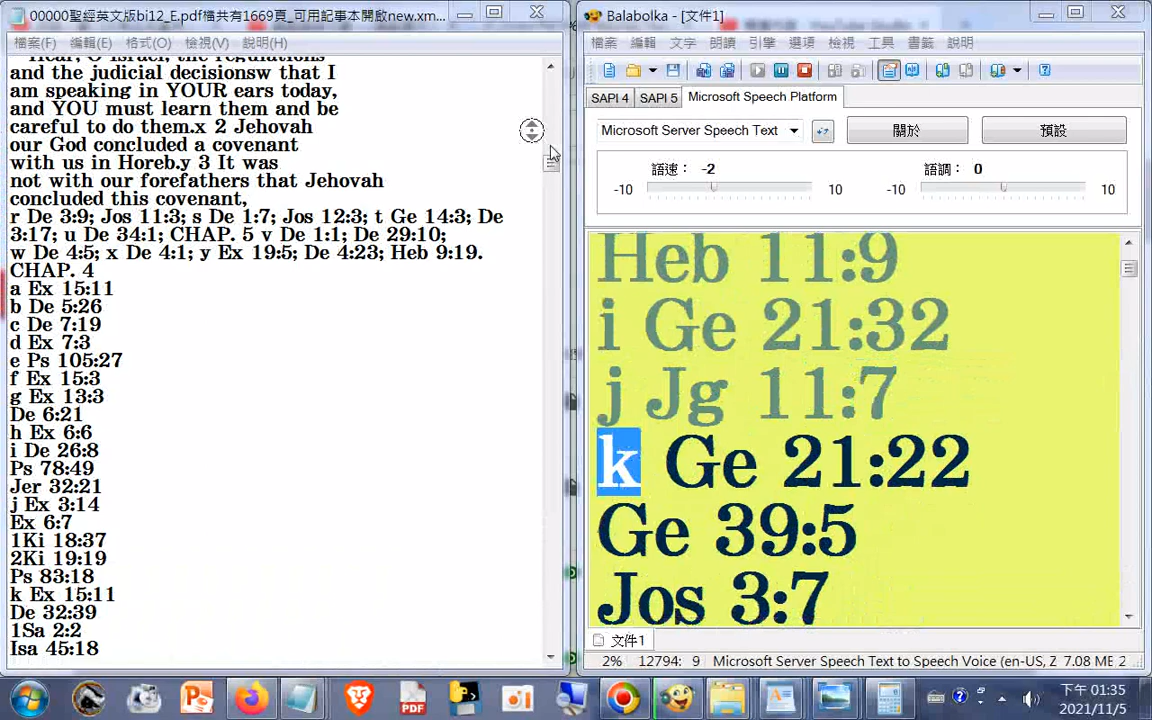 00000聖經英文版bi12_E.pdf檔共有1669頁_可用記事本開啟new.xm...
檔案(F) 編輯(E) 格式(O) 檢視(V) 說明(H)
Hear, O Israel, the regulations
and the judicial decisionsw that I
am speaking in YOUR ears today,
and YOU must learn them and be
careful to do them.x 2 Jehovah
our God concluded a covenant
with us in Horeb.y 3 It was
not with our forefathers that Jehovah
concluded this covenant,
r De 3:9; Jos 11:3; s De 1:7; Jos 12:3; t Ge 14:3; De
3:17; u De 34:1; CHAP. 5 v De 1:1; De 29:10;
w De 4:5; x De 4:1; y Ex 19:5; De 4:23; Heb 9:19.
CHAP. 4
a Ex 15:11
b De 5:26
c De 7:19
d Ex 7:3
e Ps 105:27
f Ex 15:3
g Ex 13:3
De 6:21
h Ex 6:6
i De 26:8
Ps 78:49
Jer 32:21
j Ex 3:14
Ex 6:7
1Ki 18:37
2Ki 19:19
Ps 83:18
k Ex 15:11
De 32:39
1Sa 2:2
Isa 45:18
Balabolka - [文件1]
檔案 編輯 文字 朗讀 引擎 選項 檢視 工具 書籤 說明
SAPI 4 SAPI 5 Microsoft Speech Platform
Microsoft Server Speech Text 關於 預設
語速： -2 語調： 0
-10 10 -10 10
Heb 11:9
i Ge 21:32
j Jg 11:7
k Ge 21:22
Ge 39:5
Jos 3:7
文件1
2% 12794: 9 Microsoft Server Speech Text to Speech Voice (en-US, Z 7.08 MB 2
PDF
下午 01:35
2021/11/5